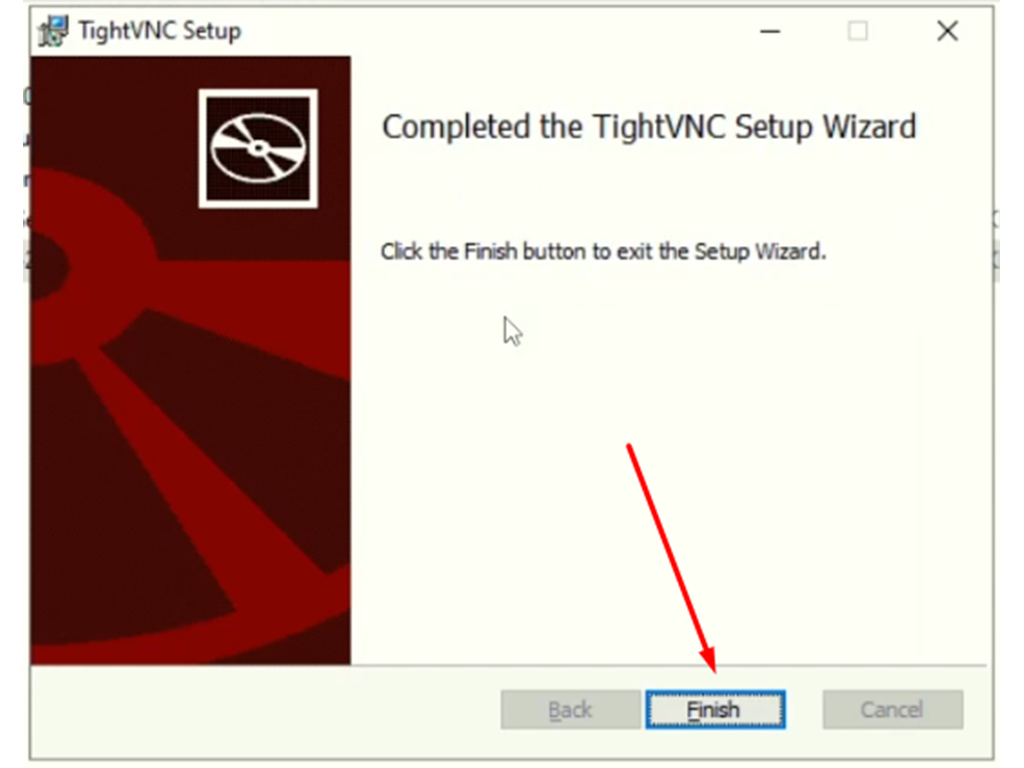 TightVNC Setup
Completed the TightVNC Setup Wizard
Click the Finish button to exit the Setup Wizard.
Back
Finish
Cancel